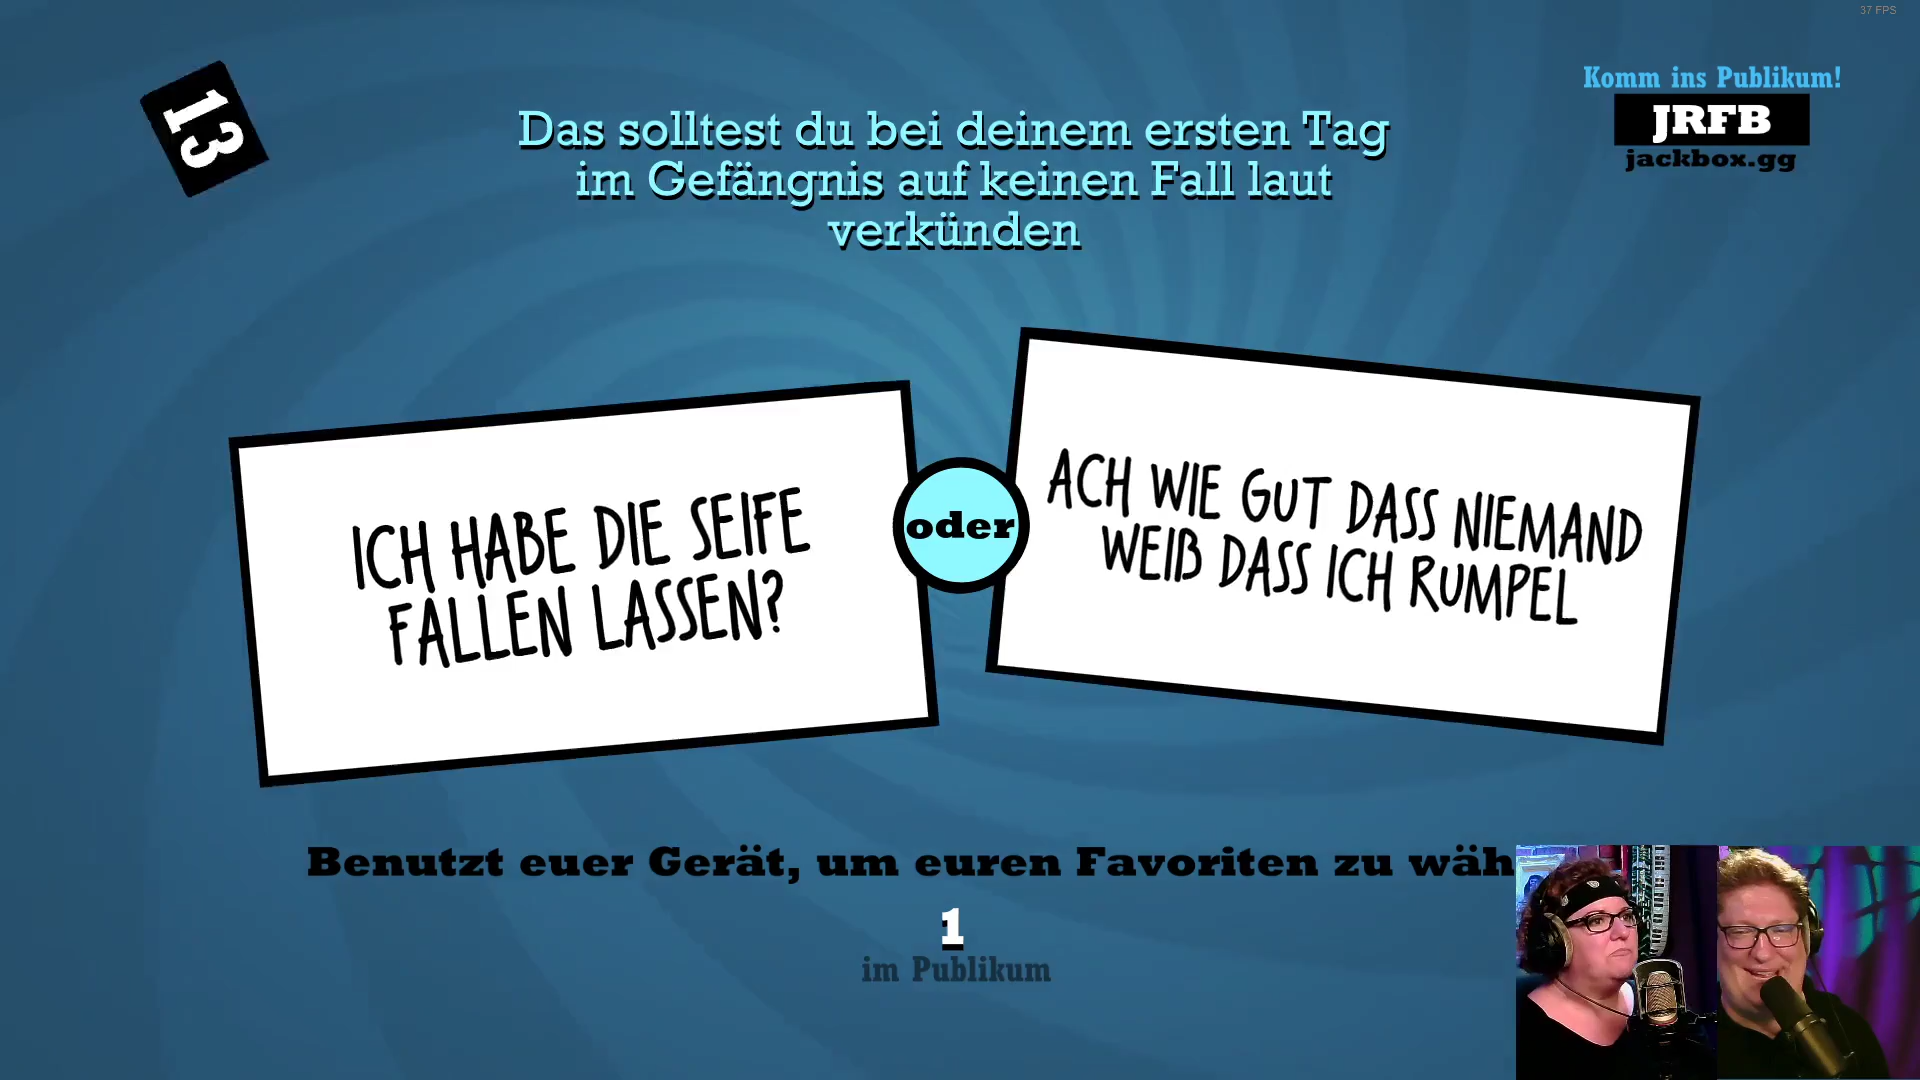 37 FPS
13
Komm ins Publikum!
JRFB
jackbox.gg
Das solltest du bei deinem ersten Tag
im Gefängnis auf keinen Fall laut
verkünden
ICH HABE DIE SEIFE
FALLEN LASSEN?
oder
ACH WIE GUT DASS NIEMAND
WEIß DASS ICH RUMPEL
Benutzt euer Gerät, um euren Favoriten zu wäh
1
im Publikum